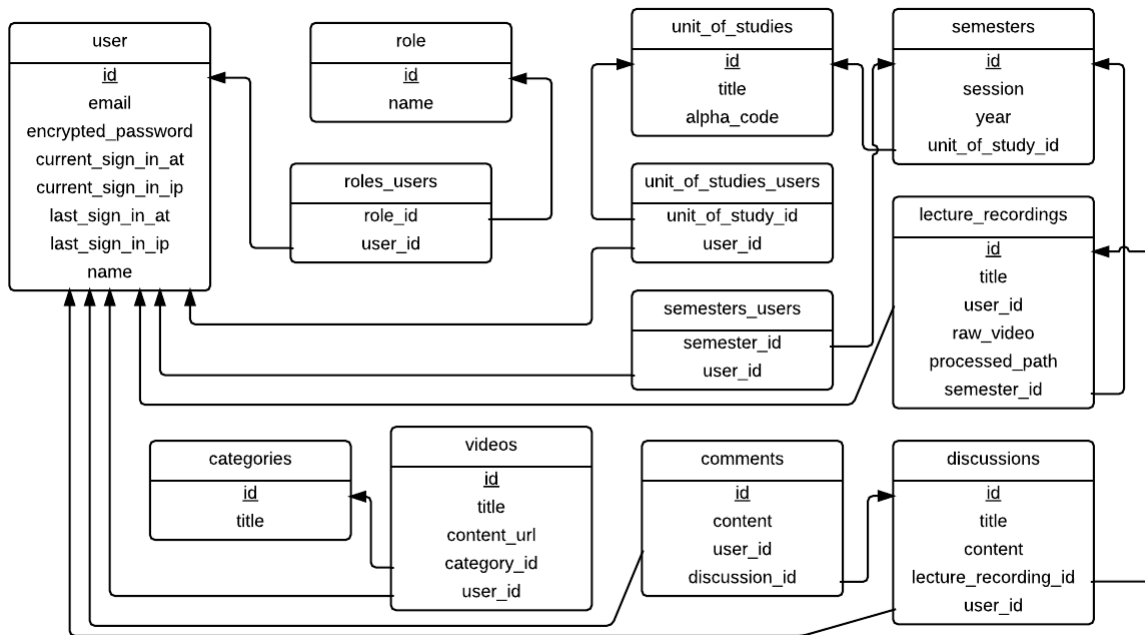 user
id
email
encrypted_password
current_sign_in_at
current_sign_in_ip
last_sign_in_at
last_sign_in_ip
name
role
id
name
roles_users
role_id
user_id
unit_of_studies
id
title
alpha_code
unit_of_studies_users
unit_of_study_id
user_id
semesters_users
semester_id
user_id
semesters
id
session
year
unit_of_study_id
lecture_recordings
id
title
user_id
raw_video
processed_path
semester_id
categories
id
title
videos
id
title
content_url
category_id
user_id
comments
id
content
user_id
discussion_id
discussions
id
title
content
lecture_recording_id
user_id